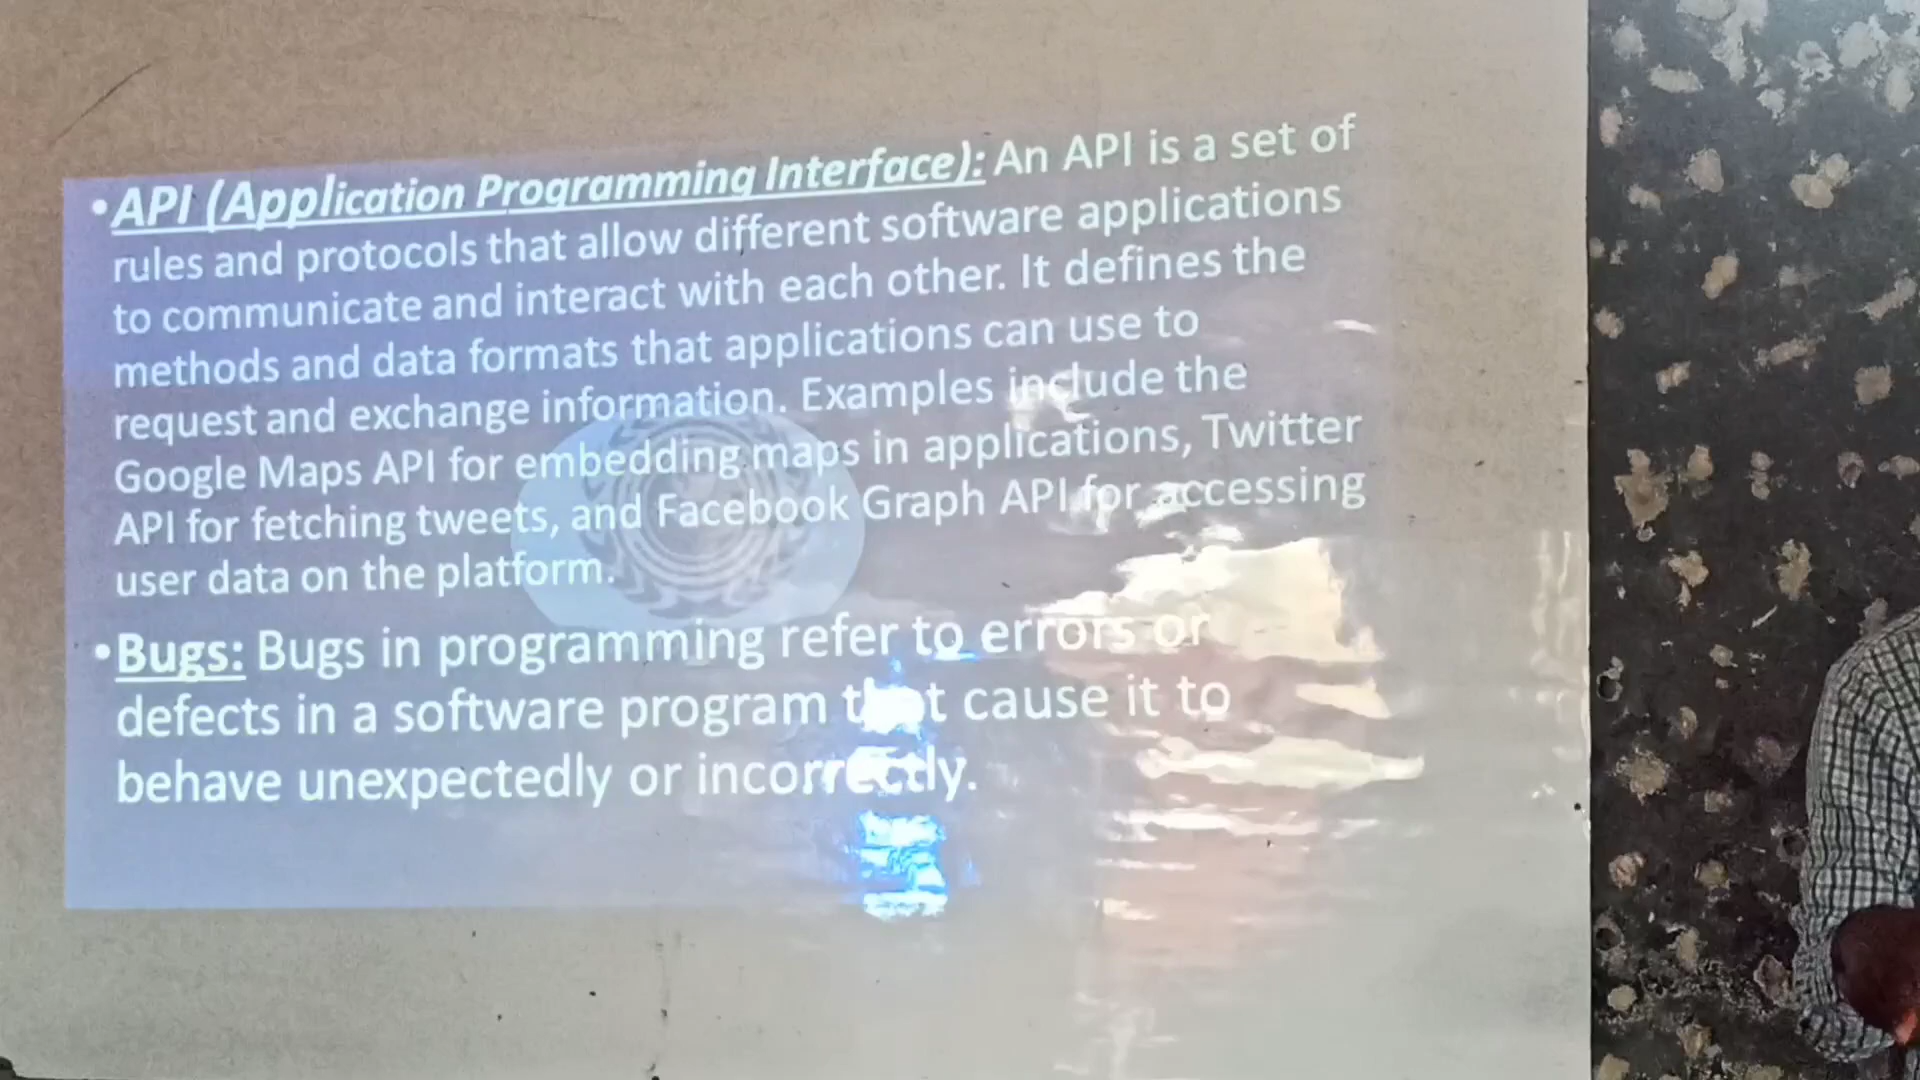 •API (Application Programming Interface): An API is a set of
rules and protocols that allow different software applications
to communicate and interact with each other. It defines the
methods and data formats that applications can use to
request and exchange information. Examples include the
Google Maps API for embedding maps in applications, Twitter
API for fetching tweets, and Facebook Graph API for accessing
user data on the platform.
•Bugs: Bugs in programming refer to errors or
defects in a software program that cause it to
behave unexpectedly or incorrectly.